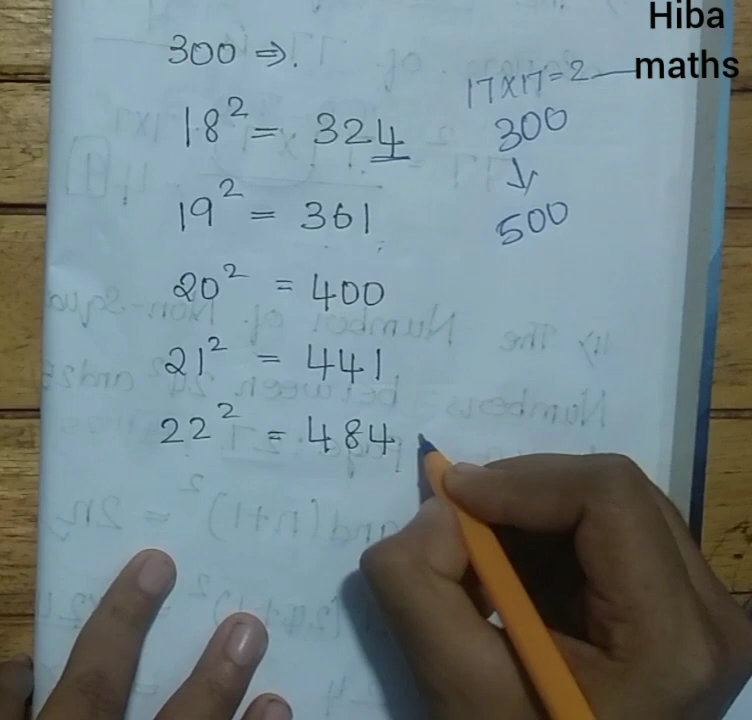 Hiba
maths
300 ⇒.
17×17=2
300
↓
500
18² = 324
19² = 361
20² = 400
21² = 441
22² = 484